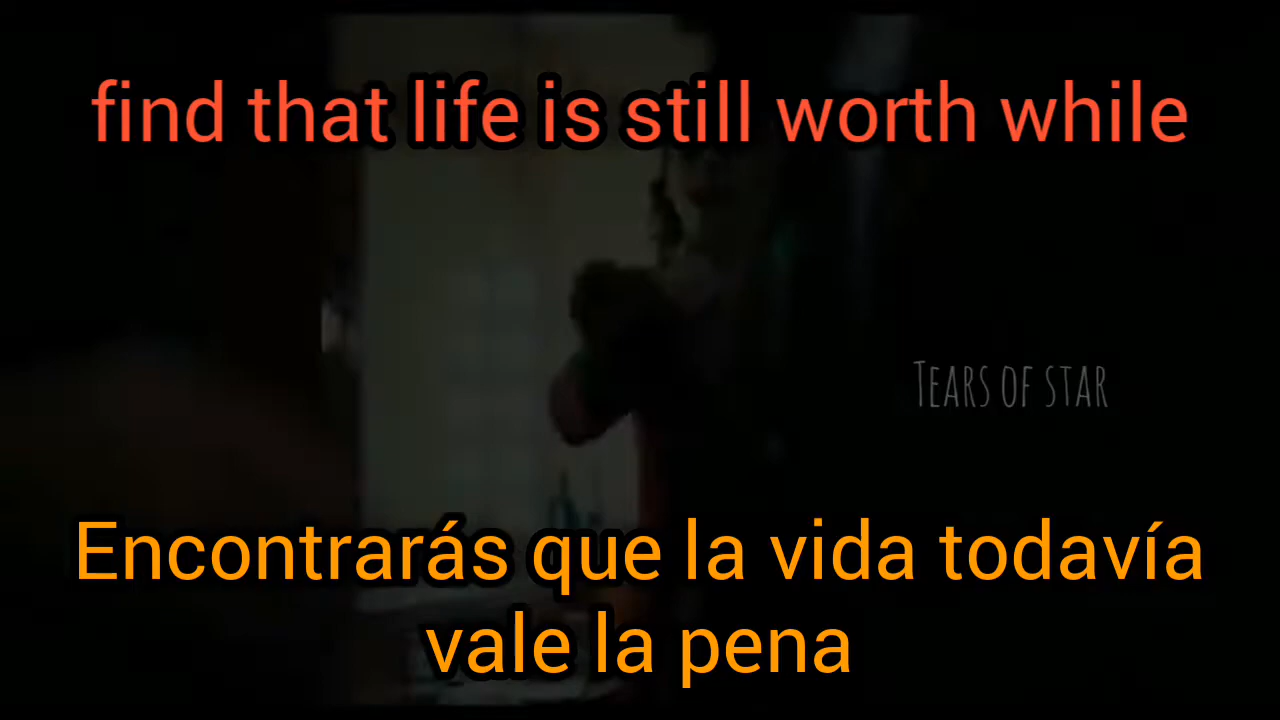 find that life is still worth while
TEARS OF STAR
Encontrarás que la vida todavía
vale la pena